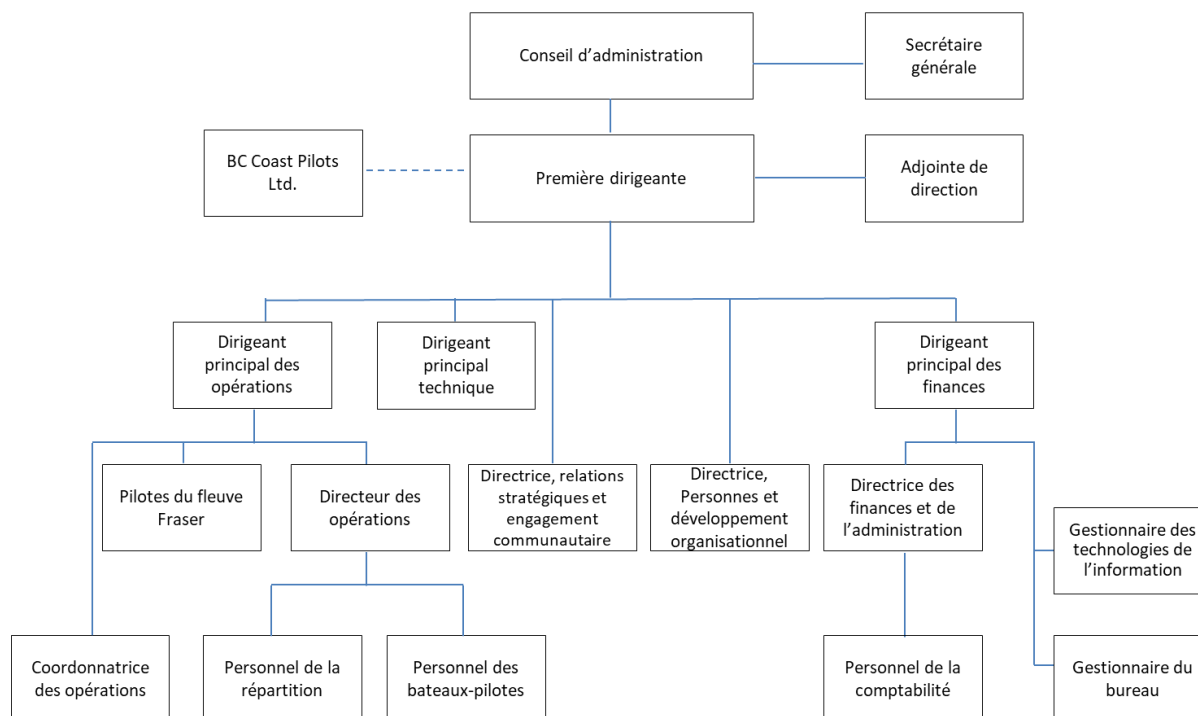 Conseil d’administration
Secrétaire
générale
BC Coast Pilots
Ltd.
Première dirigeante
Adjointe de
direction
Dirigeant
principal des
opérations
Dirigeant
principal
technique
Dirigeant
principal des
finances
Pilotes du fleuve
Fraser
Directeur des
opérations
Directrice, relations
stratégiques et
engagement
communautaire
Directrice,
Personnes et
développement
organisationnel
Directrice des
finances et de
l’administration
Gestionnaire des
technologies de
l’information
Coordonnatrice
des opérations
Personnel de la
répartition
Personnel des
bateaux-pilotes
Personnel de la
comptabilité
Gestionnaire du
bureau